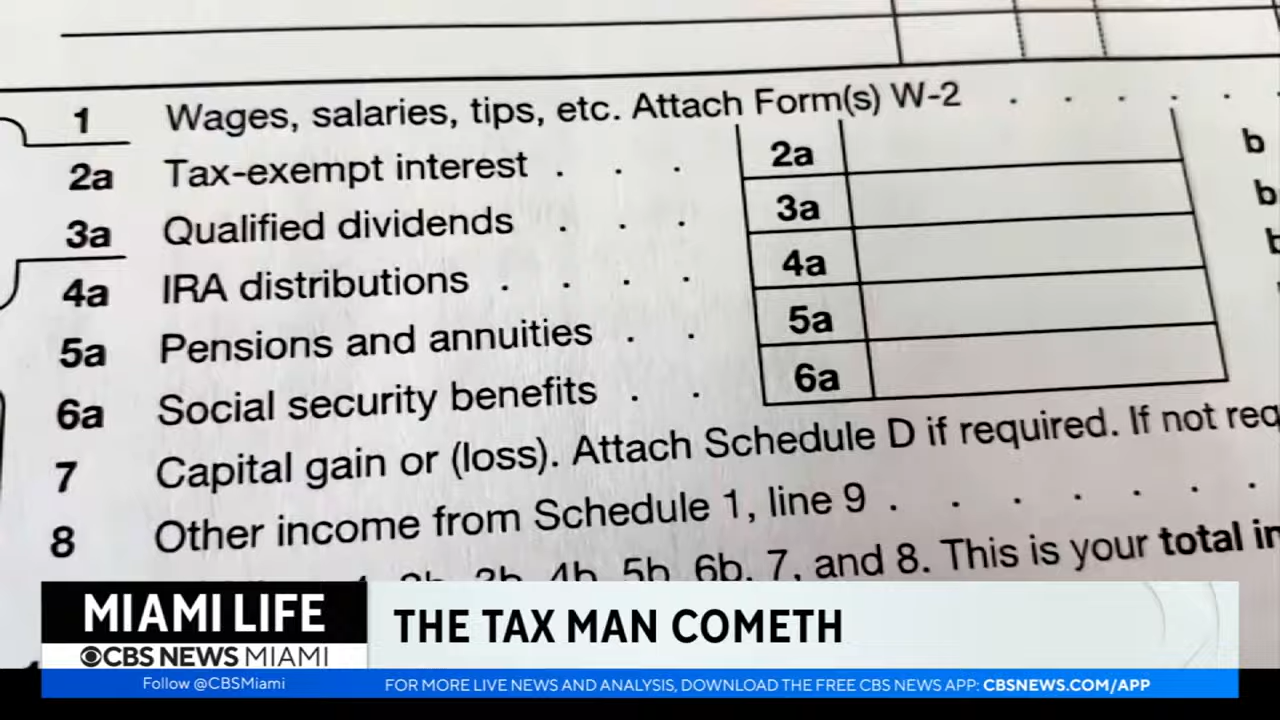 1 Wages, salaries, tips, etc. Attach Form(s) W-2 . . . . . .
2a Tax-exempt interest . . . 2a b
3a Qualified dividends . . . 3a b
4a IRA distributions . . . . 4a b
5a Pensions and annuities . . 5a
6a Social security benefits . . 6a
7 Capital gain or (loss). Attach Schedule D if required. If not req
8 Other income from Schedule 1, line 9 . . . . . . .
2b, 3b, 4b, 5b, 6b, 7, and 8. This is your total in
MIAMI LIFE
CBS NEWS MIAMI
THE TAX MAN COMETH
Follow @CBSMiami
FOR MORE LIVE NEWS AND ANALYSIS, DOWNLOAD THE FREE CBS NEWS APP: CBSNEWS.COM/APP